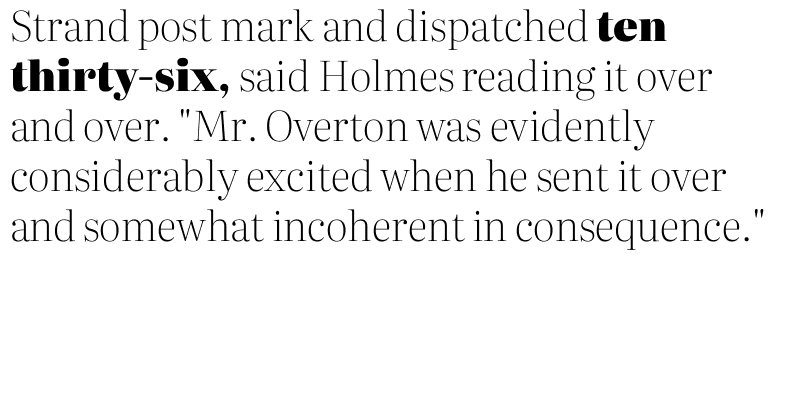 Strand post mark and dispatched ten
thirty-six, said Holmes reading it over
and over. "Mr. Overton was evidently
considerably excited when he sent it over
and somewhat incoherent in consequence."